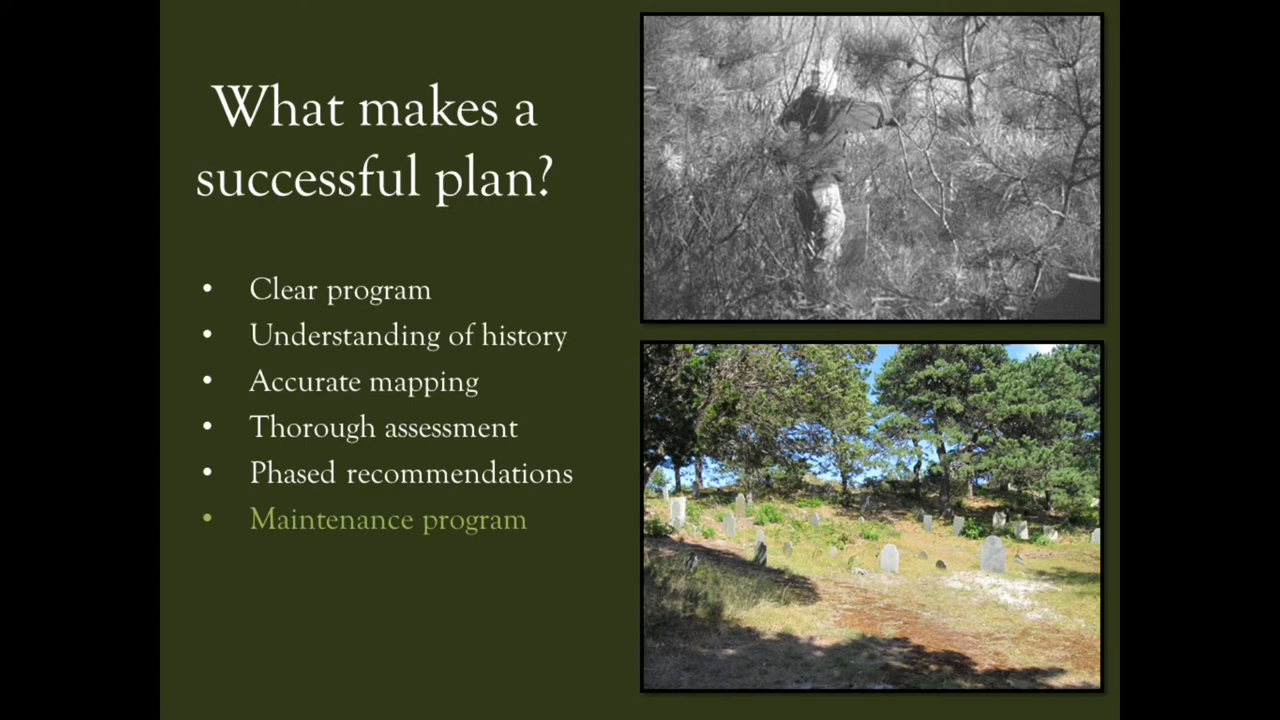 What makes a
successful plan?
• Clear program
• Understanding of history
• Accurate mapping
• Thorough assessment
• Phased recommendations
• Maintenance program